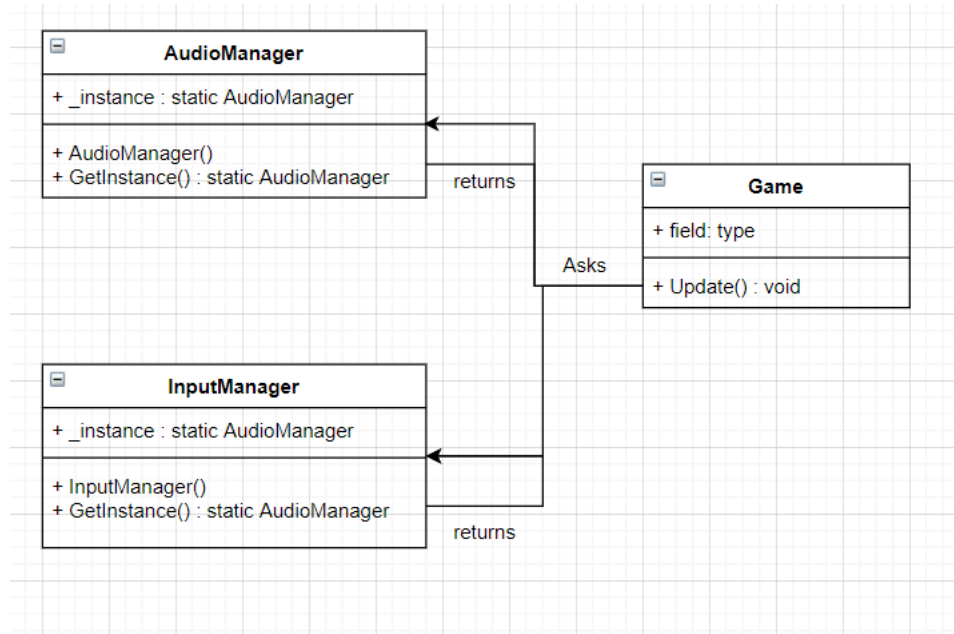 AudioManager
+ _instance : static AudioManager
+ AudioManager()
+ GetInstance() : static AudioManager
returns
Game
+ field: type
Asks
+ Update() : void
InputManager
+ _instance : static AudioManager
+ InputManager()
+ GetInstance() : static AudioManager
returns